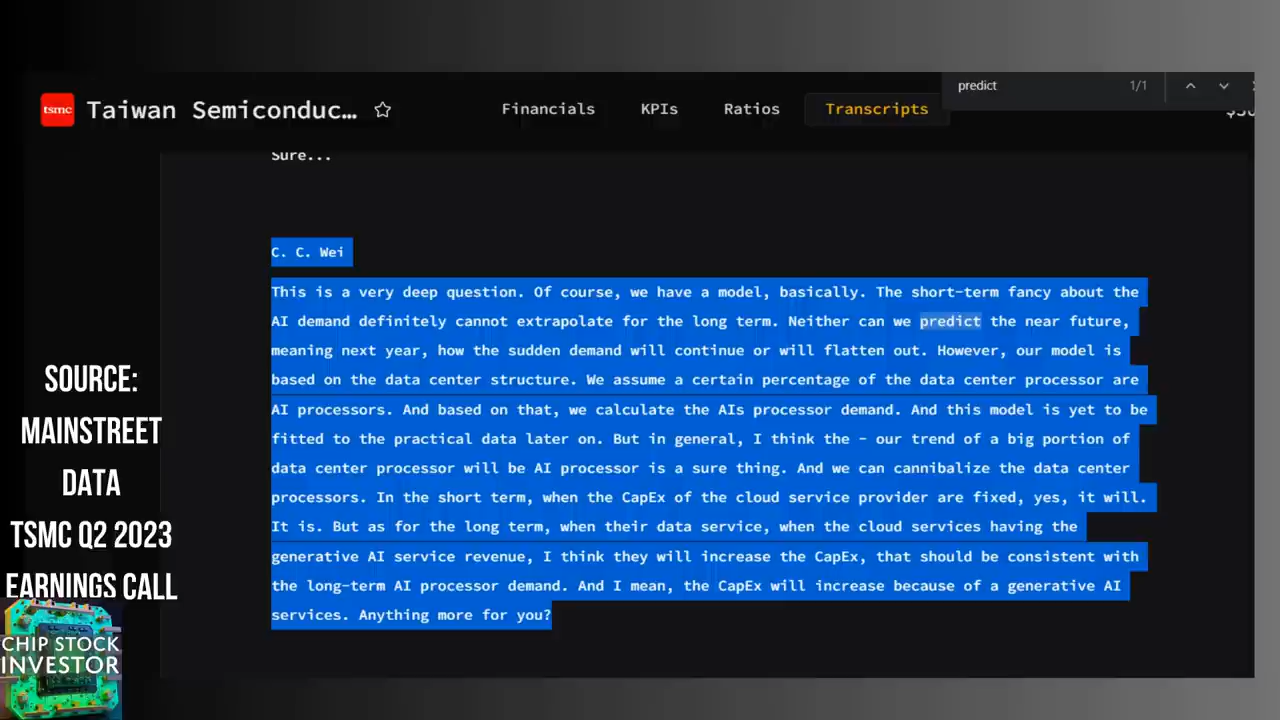 predict
1/1
tsmc
Taiwan Semiconduc…
Financials
KPIs
Ratios
Transcripts
Sure...
C. C. Wei
This is a very deep question. Of course, we have a model, basically. The short-term fancy about the
AI demand definitely cannot extrapolate for the long term. Neither can we predict the near future,
meaning next year, how the sudden demand will continue or will flatten out. However, our model is
based on the data center structure. We assume a certain percentage of the data center processor are
AI processors. And based on that, we calculate the AIs processor demand. And this model is yet to be
fitted to the practical data later on. But in general, I think the - our trend of a big portion of
data center processor will be AI processor is a sure thing. And we can cannibalize the data center
processors. In the short term, when the CapEx of the cloud service provider are fixed, yes, it will.
It is. But as for the long term, when their data service, when the cloud services having the
generative AI service revenue, I think they will increase the CapEx, that should be consistent with
the long-term AI processor demand. And I mean, the CapEx will increase because of a generative AI
services. Anything more for you?
SOURCE:
MAINSTREET
DATA
TSMC Q2 2023
EARNINGS CALL
CHIP STOCK
INVESTOR